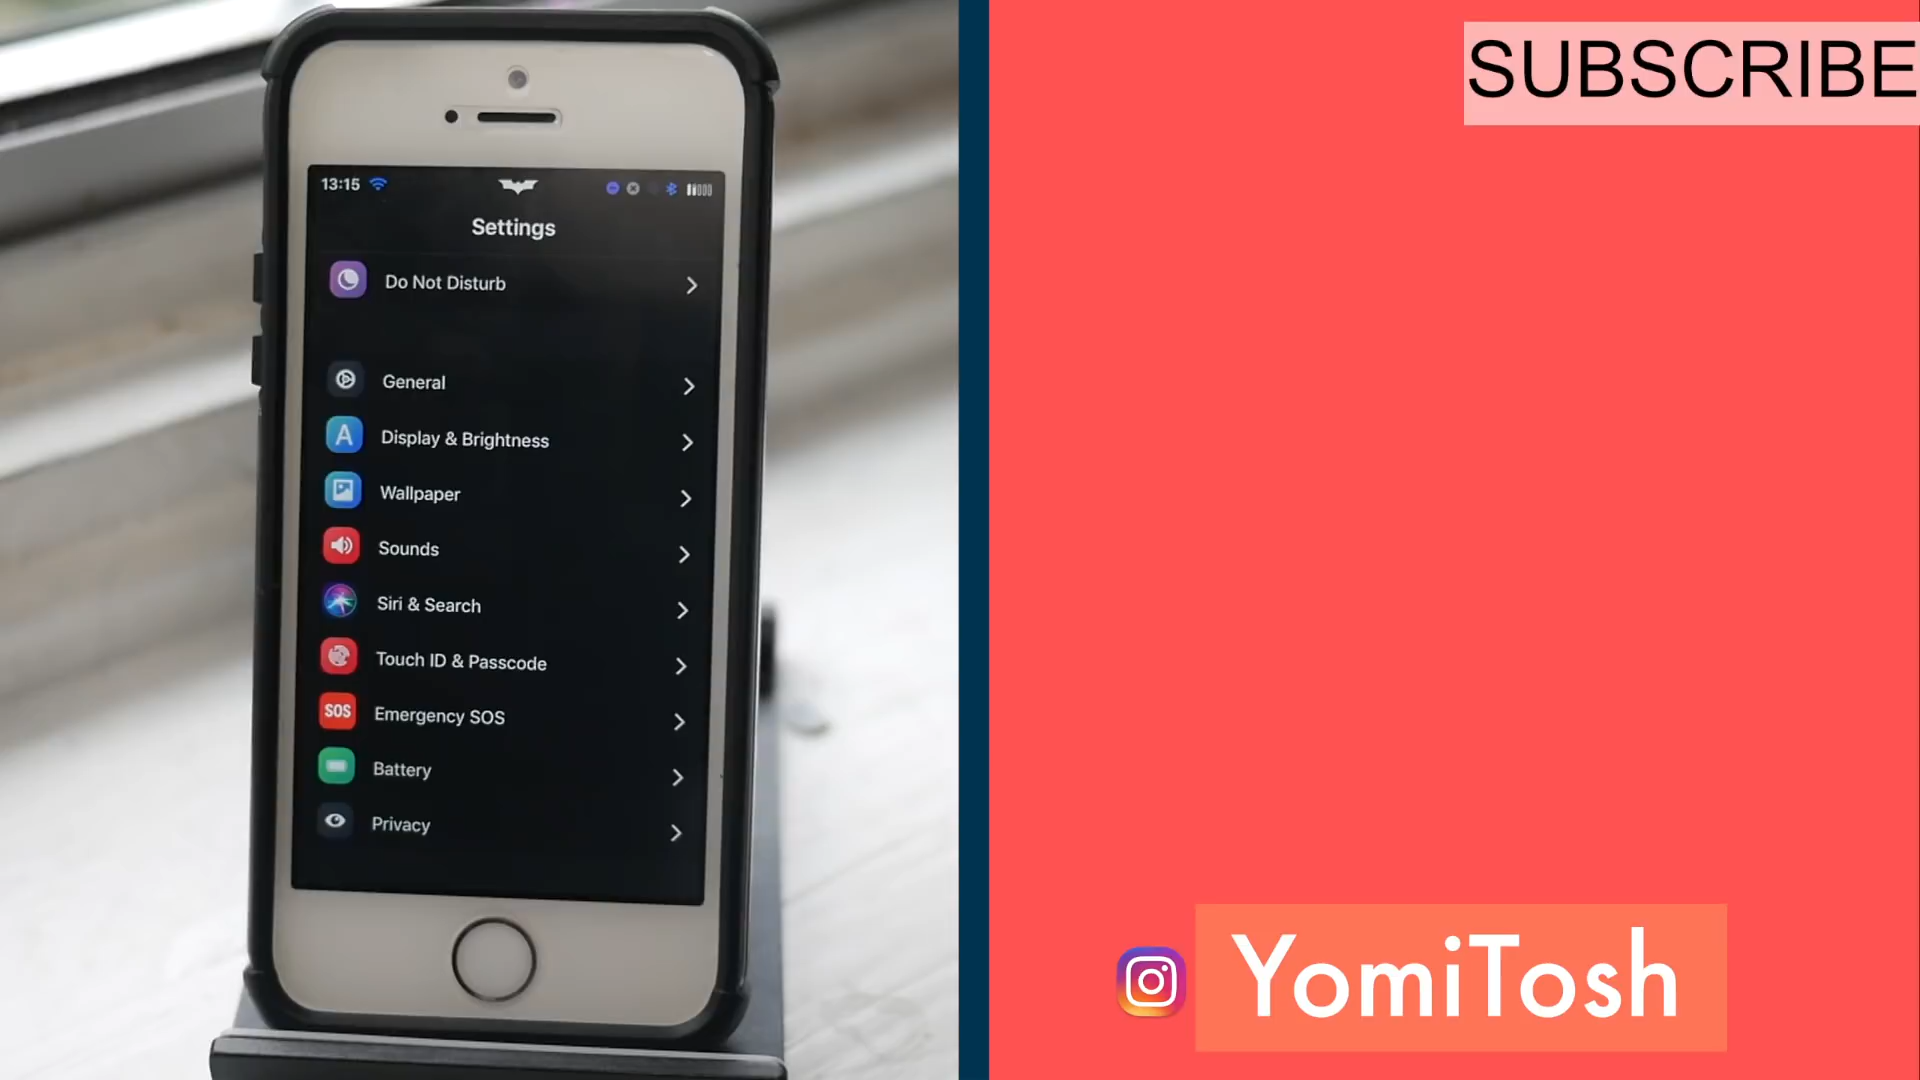 13:15
Settings
Do Not Disturb
General
A
Display & Brightness
Wallpaper
Sounds
Siri & Search
Touch ID & Passcode
SOS
Emergency SOS
Battery
Privacy
SUBSCRIBE
YomiTosh